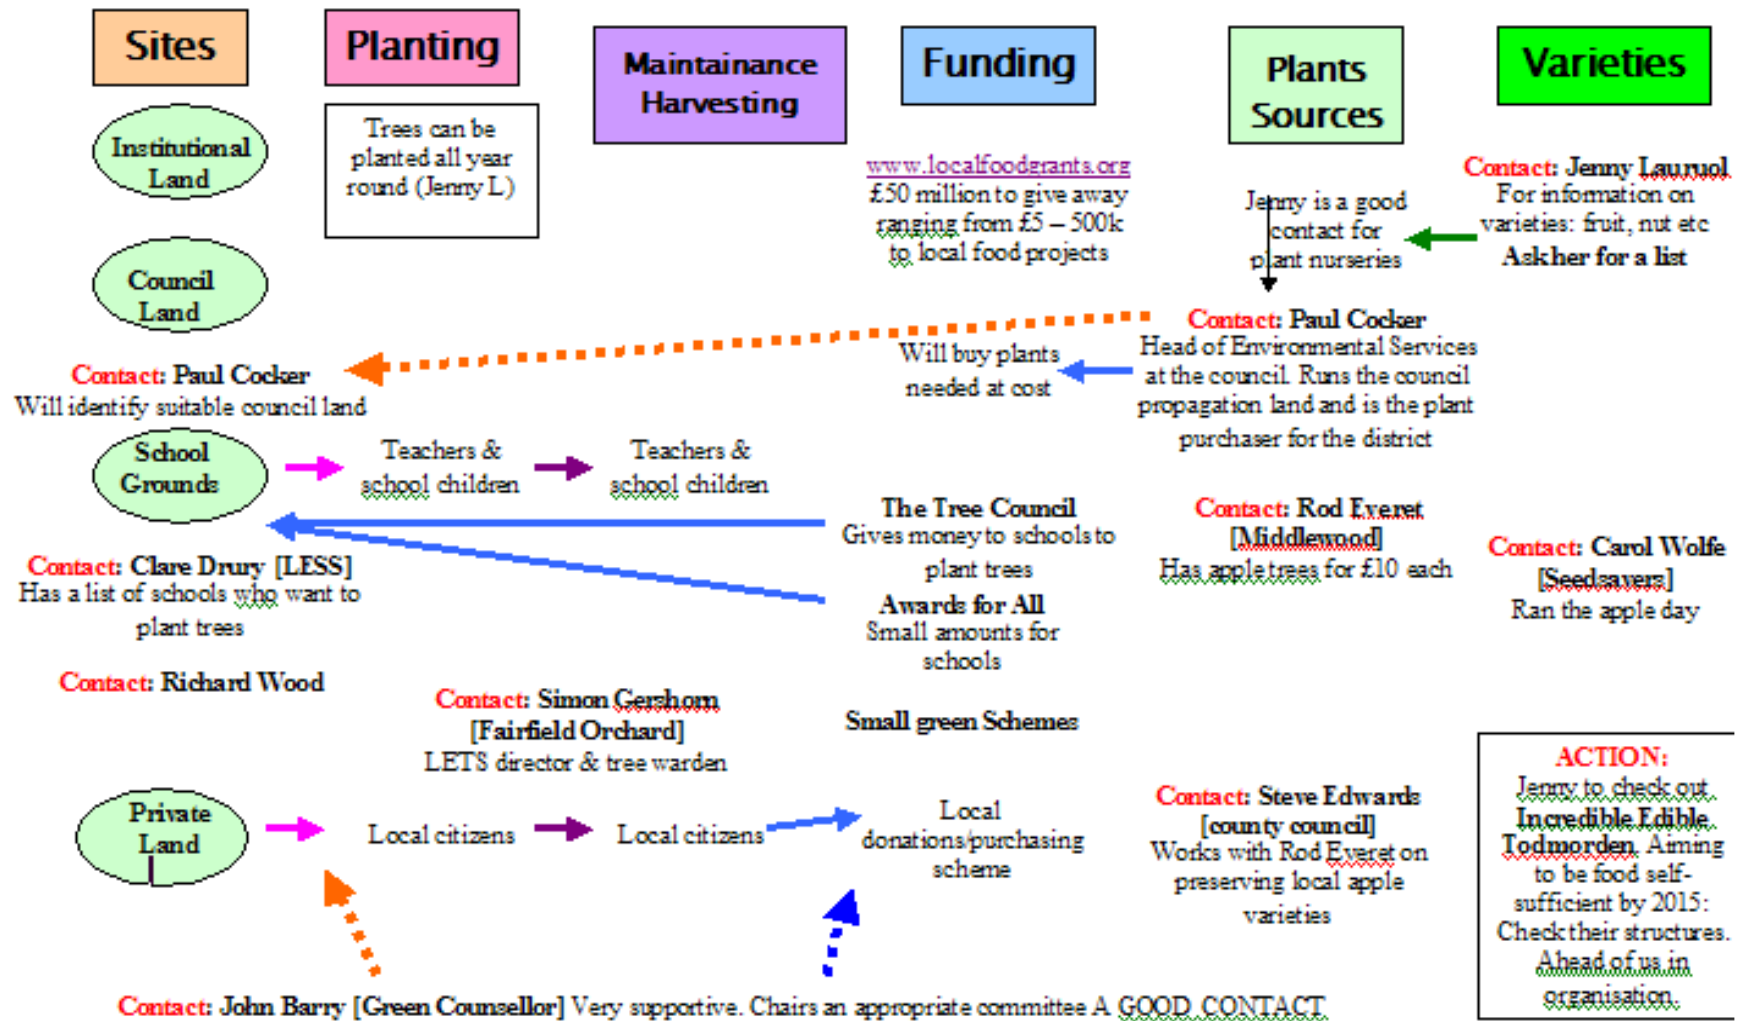 Sites
Planting
Maintainance
Harvesting
Funding
Plants
Sources
Varieties
Institutional
Land
Trees can be
planted all year
round (Jenny L)
www.localfoodgrants.org
£50 million to give away
ranging from £5 – 500k
to local food projects
Jenny is a good
contact for
plant nurseries
Contact: Jenny Lauruol
For information on
varieties: fruit, nut etc
Ask her for a list
Council
Land
Contact: Paul Cocker
Will identify suitable council land
Will buy plants
needed at cost
Contact: Paul Cocker
Head of Environmental Services
at the council. Runs the council
propagation land and is the plant
purchaser for the district
School
Grounds
Teachers &
school children
Teachers &
school children
Contact: Clare Drury [LESS]
Has a list of schools who want to
plant trees
The Tree Council
Gives money to schools to
plant trees
Awards for All
Small amounts for
schools
Contact: Rod Everet
[Middlewood]
Has apple trees for £10 each
Contact: Carol Wolfe
[Seedsavers]
Ran the apple day
Contact: Richard Wood
Contact: Simon Gershorn
[Fairfield Orchard]
LETS director & tree warden
Small green Schemes
Private
Land
Local citizens
Local citizens
Local
donations/purchasing
scheme
Contact: Steve Edwards
[county council]
Works with Rod Everet on
preserving local apple
varieties
ACTION:
Jenny to check out
Incredible Edible
Todmorden. Aiming
to be food self-
sufficient by 2015:
Check their structures.
Ahead of us in
organisation.
Contact: John Barry [Green Counsellor] Very supportive. Chairs an appropriate committee A GOOD CONTACT